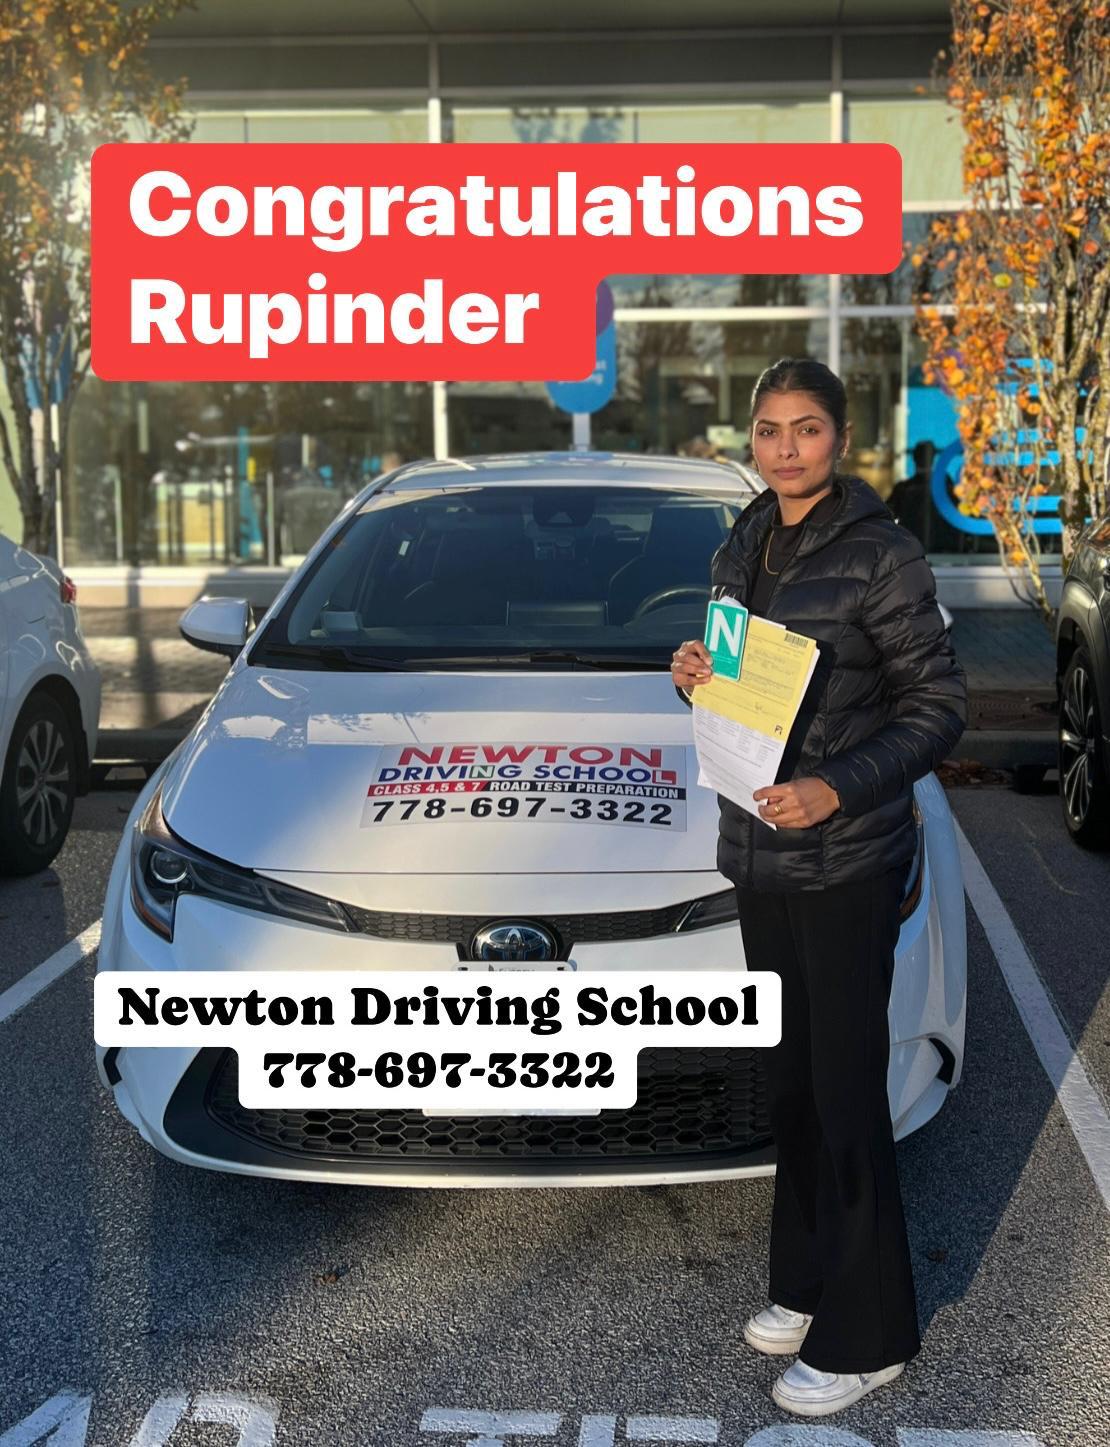 Congratulations
Rupinder
N
NEWTON
DRIVING SCHOOL
CLASS 4,5 & 7 ROAD TEST PREPARATION
778-697-3322
Newton Driving School
778-697-3322